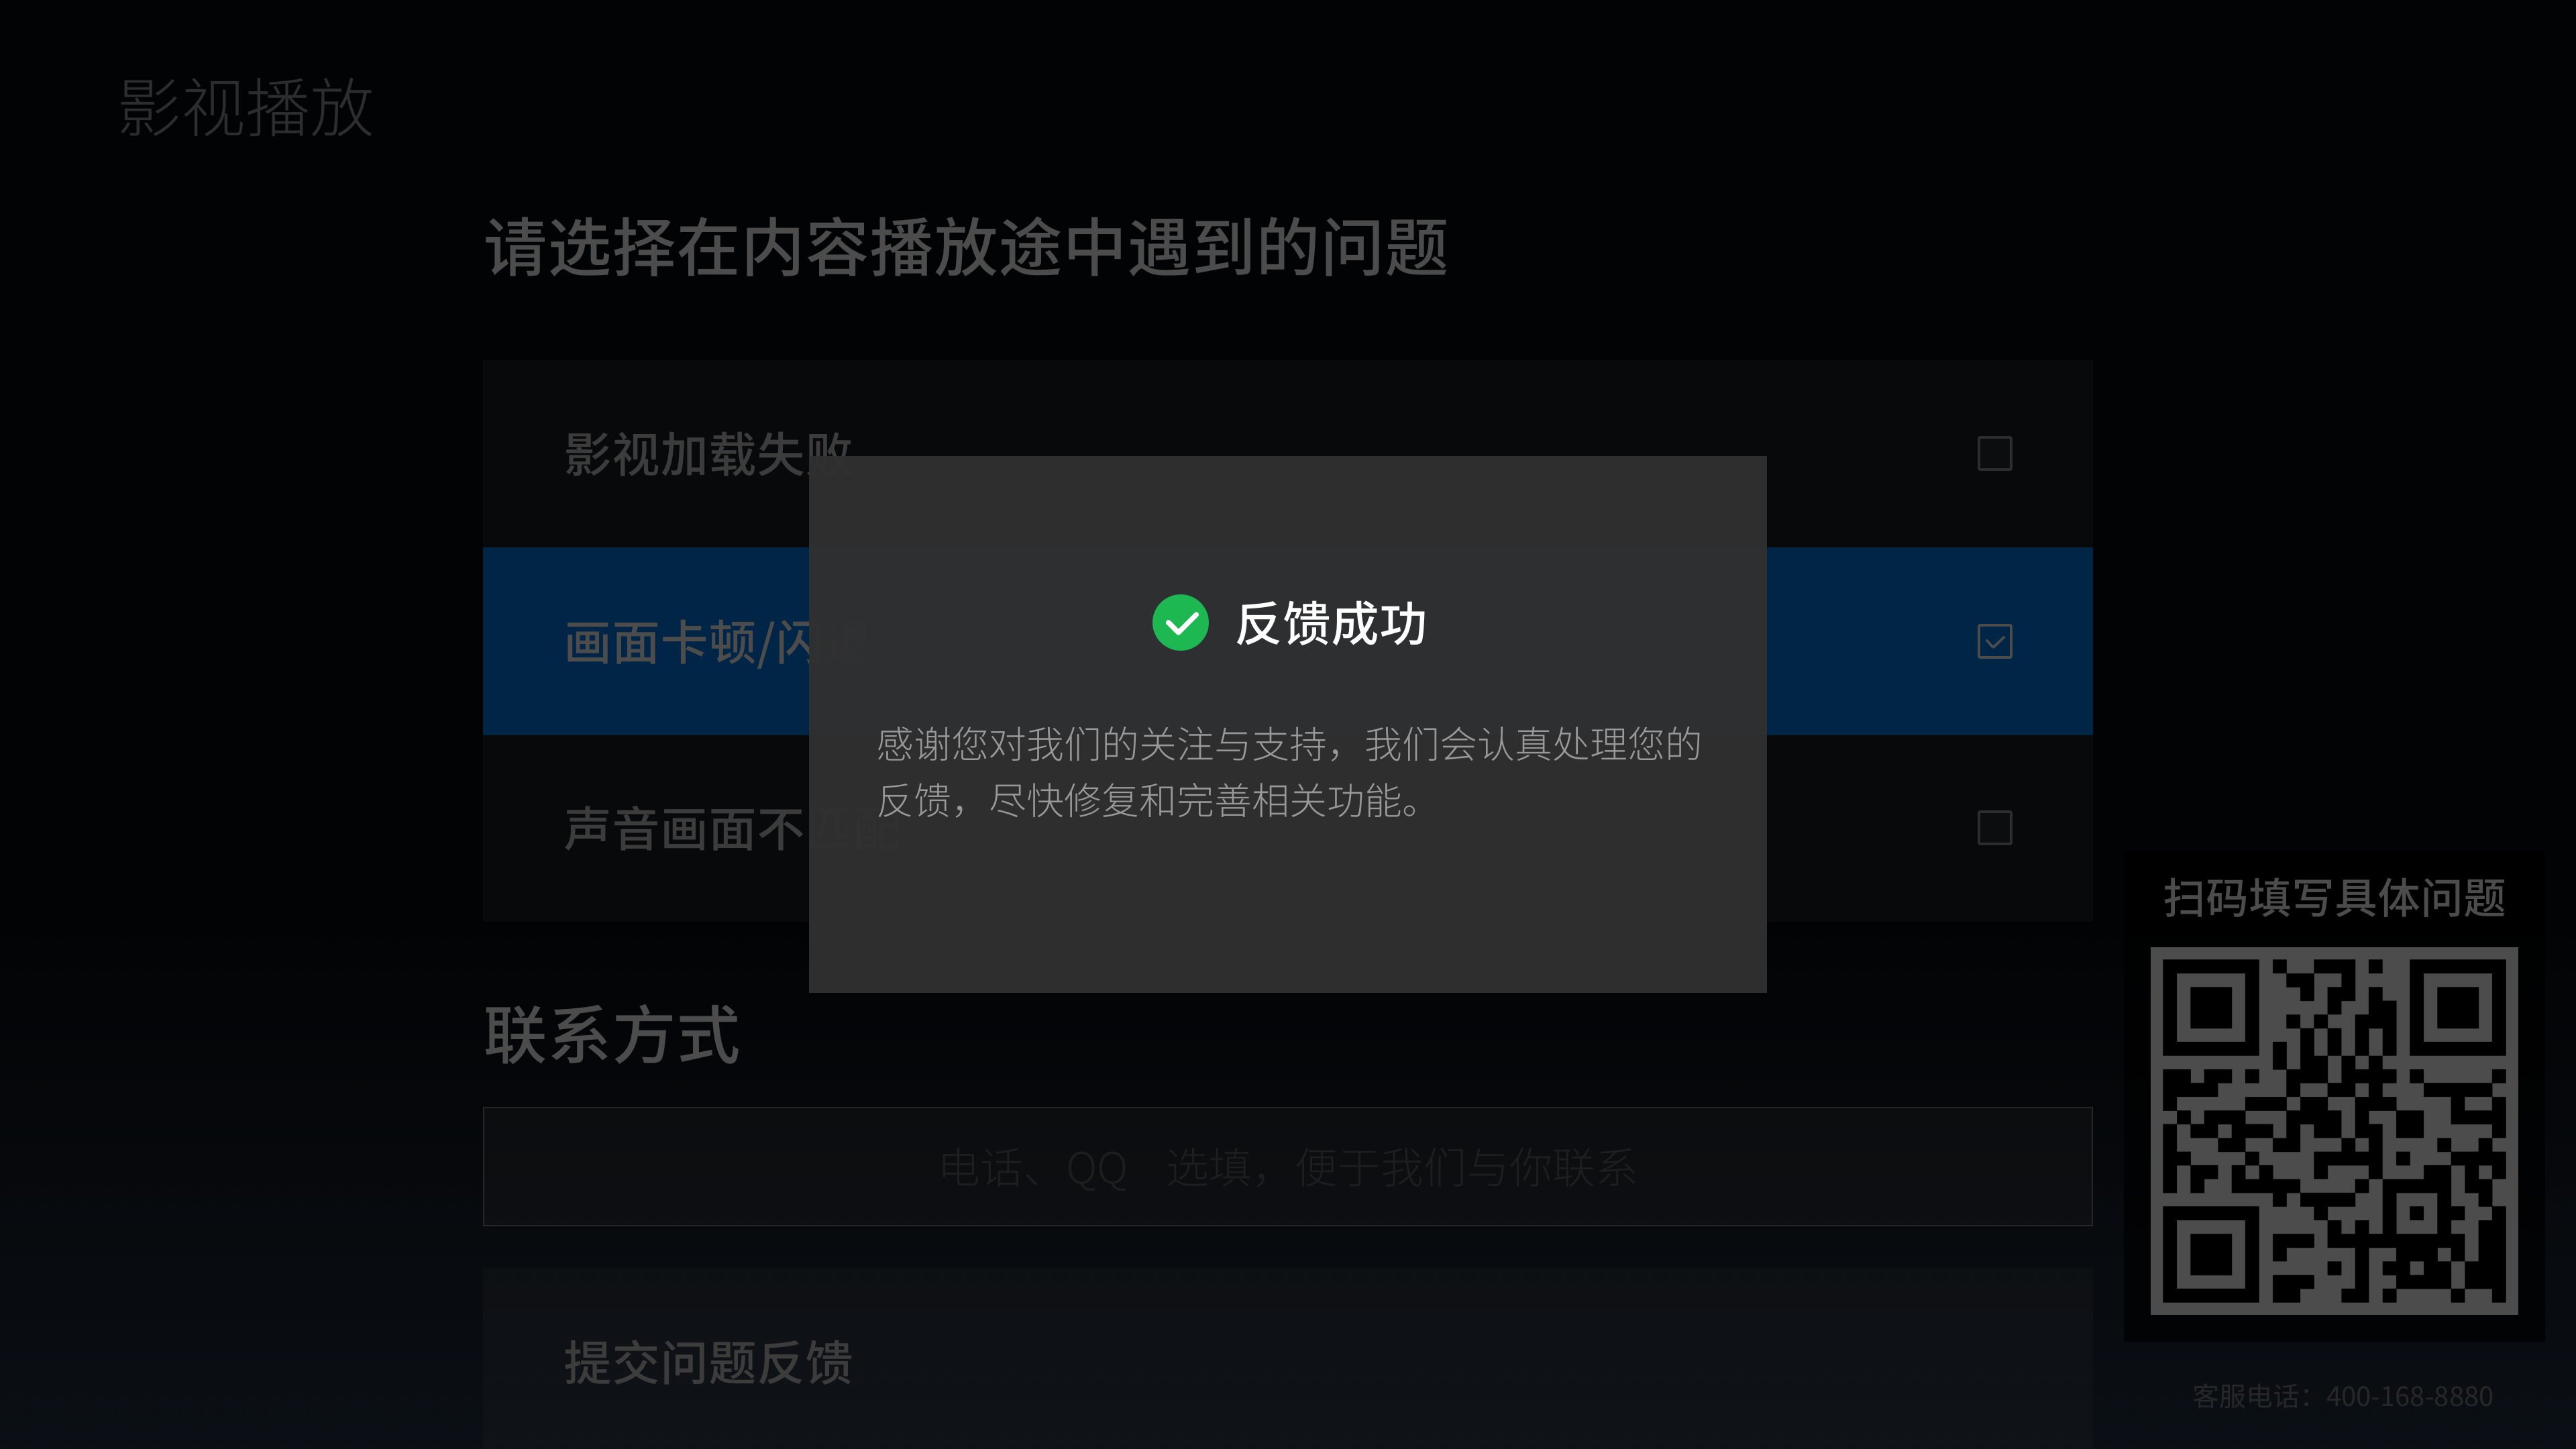 影视播放
请选择在内容播放途中遇到的问题
影视加载失败
画面卡顿/闪
声音画面不匹配
反馈成功
感谢您对我们的关注与支持，我们会认真处理您的
反馈，尽快修复和完善相关功能。
扫码填写具体问题
联系方式
电话、QQ 选填，便于我们与你联系
提交问题反馈
客服电话：400-168-8880